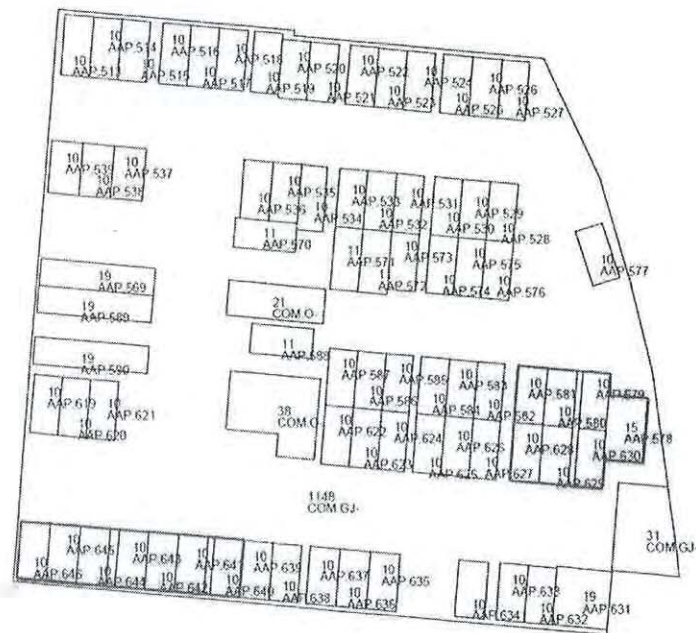 10
AAP.513
10
AAP.514
10
AAP.515
10
AAP.516
10
AAP.517
10
AAP.518
10
AAP.519
10
AAP.520
10
AAP.521
10
AAP.522
10
AAP.523
10
AAP.524
10
AAP.525
10
AAP.526
10
AAP.527
10
AAP.539
10
AAP.538
10
AAP.537
10
AAP.536
10
AAP.535
10
AAP.534
10
AAP.533
10
AAP.532
10
AAP.531
10
AAP.530
10
AAP.529
10
AAP.528
11
AAP.570
11
AAP.571
11
AAP.572
10
AAP.573
10
AAP.574
10
AAP.575
10
AAP.576
10
AAP.577
19
AAP.569
19
AAP.589
19
AAP.590
21
COM.O-
11
AAP.588
10
AAP.587
10
AAP.586
10
AAP.585
10
AAP.584
10
AAP.583
10
AAP.582
10
AAP.581
10
AAP.580
10
AAP.579
15
AAP.578
10
AAP.619
10
AAP.620
10
AAP.621
38
COM.O-
10
AAP.622
10
AAP.623
10
AAP.624
10
AAP.625
10
AAP.626
10
AAP.627
10
AAP.628
10
AAP.629
10
AAP.630
1148
COM.GJ-
31
COM.GJ-
10
AAP.646
10
AAP.645
10
AAP.644
10
AAP.643
10
AAP.642
10
AAP.641
10
AAP.640
10
AAP.639
10
AAP.638
10
AAP.637
10
AAP.636
10
AAP.635
10
AAP.634
10
AAP.633
10
AAP.632
19
AAP.631